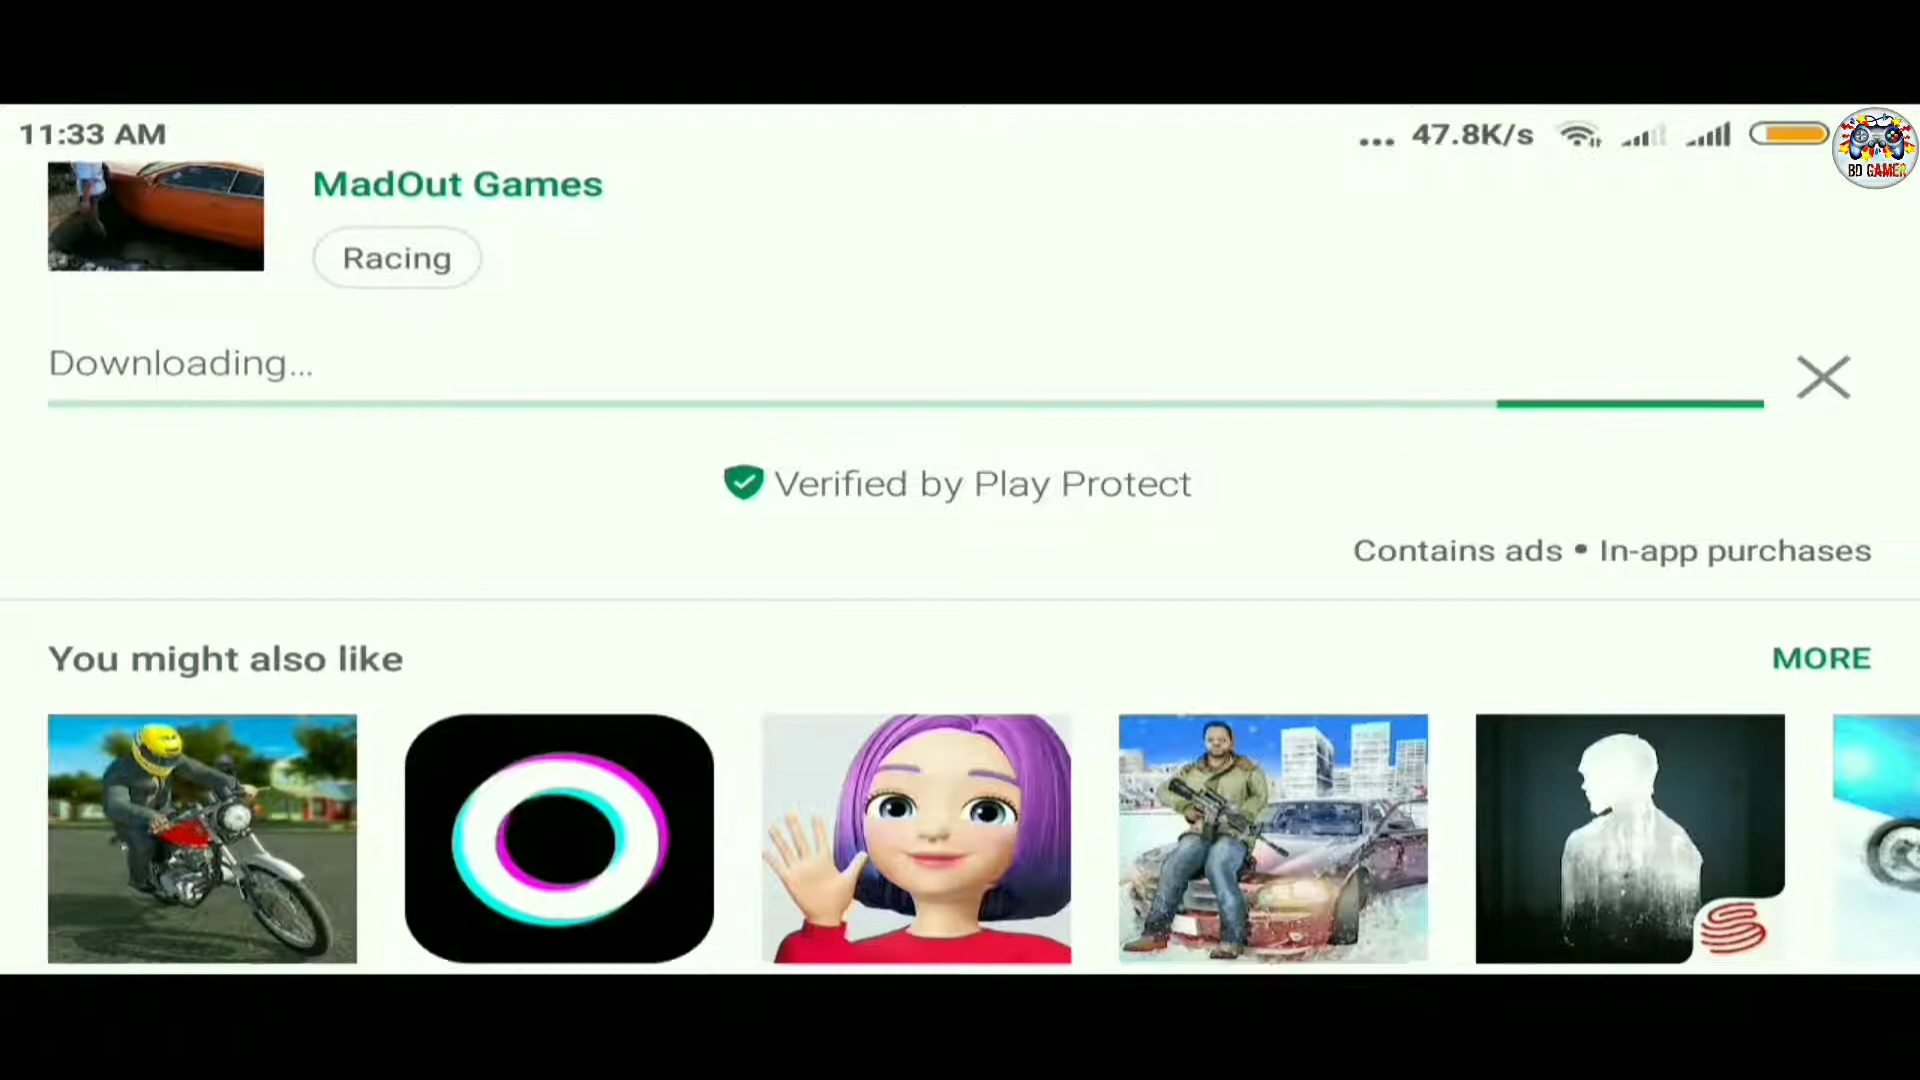 11:33 AM
... 47.8K/s
BD GAMER
MadOut Games
Racing
Downloading...
Verified by Play Protect
Contains ads • In-app purchases
You might also like
MORE